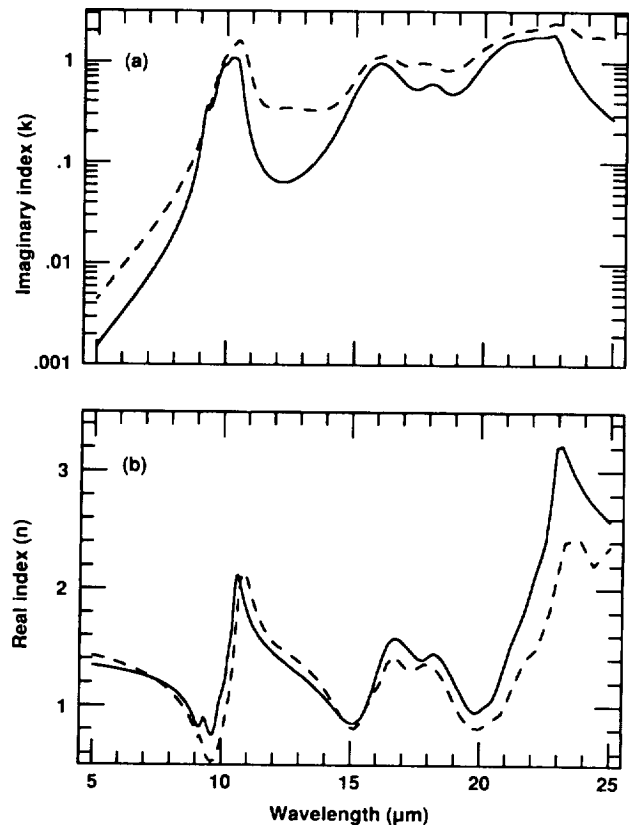 Imaginary index (k)
1
.1
.01
.001
(a)
Real index (n)
3
2
1
(b)
5
10
15
20
25
Wavelength (µm)